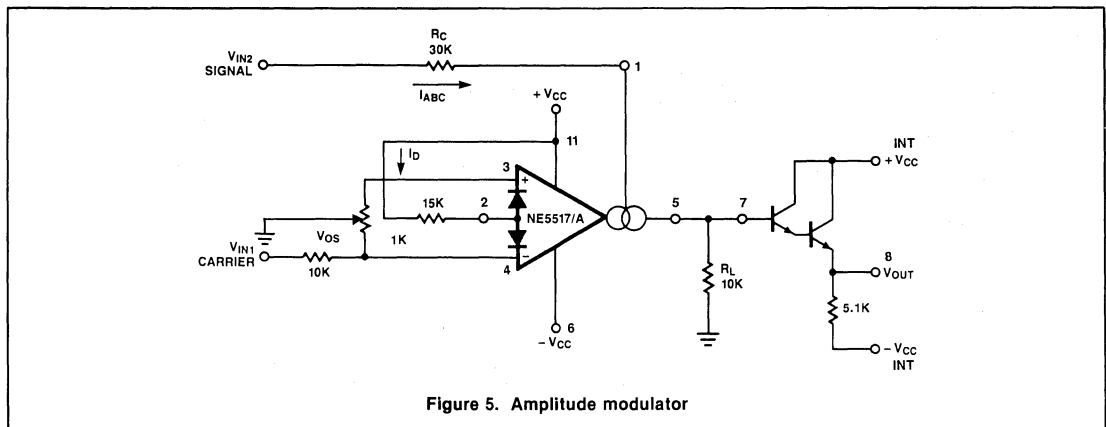 RC
30K
VIN2
SIGNAL
1
IABC
+ VCC
11
INT
+ VCC
ID
3
+
15K
2
NE5517/A
5
7
VOS
1K
VIN1
CARRIER
10K
4
−
RL
10K
8
VOUT
5.1K
6
− VCC
− VCC
INT
Figure 5. Amplitude modulator